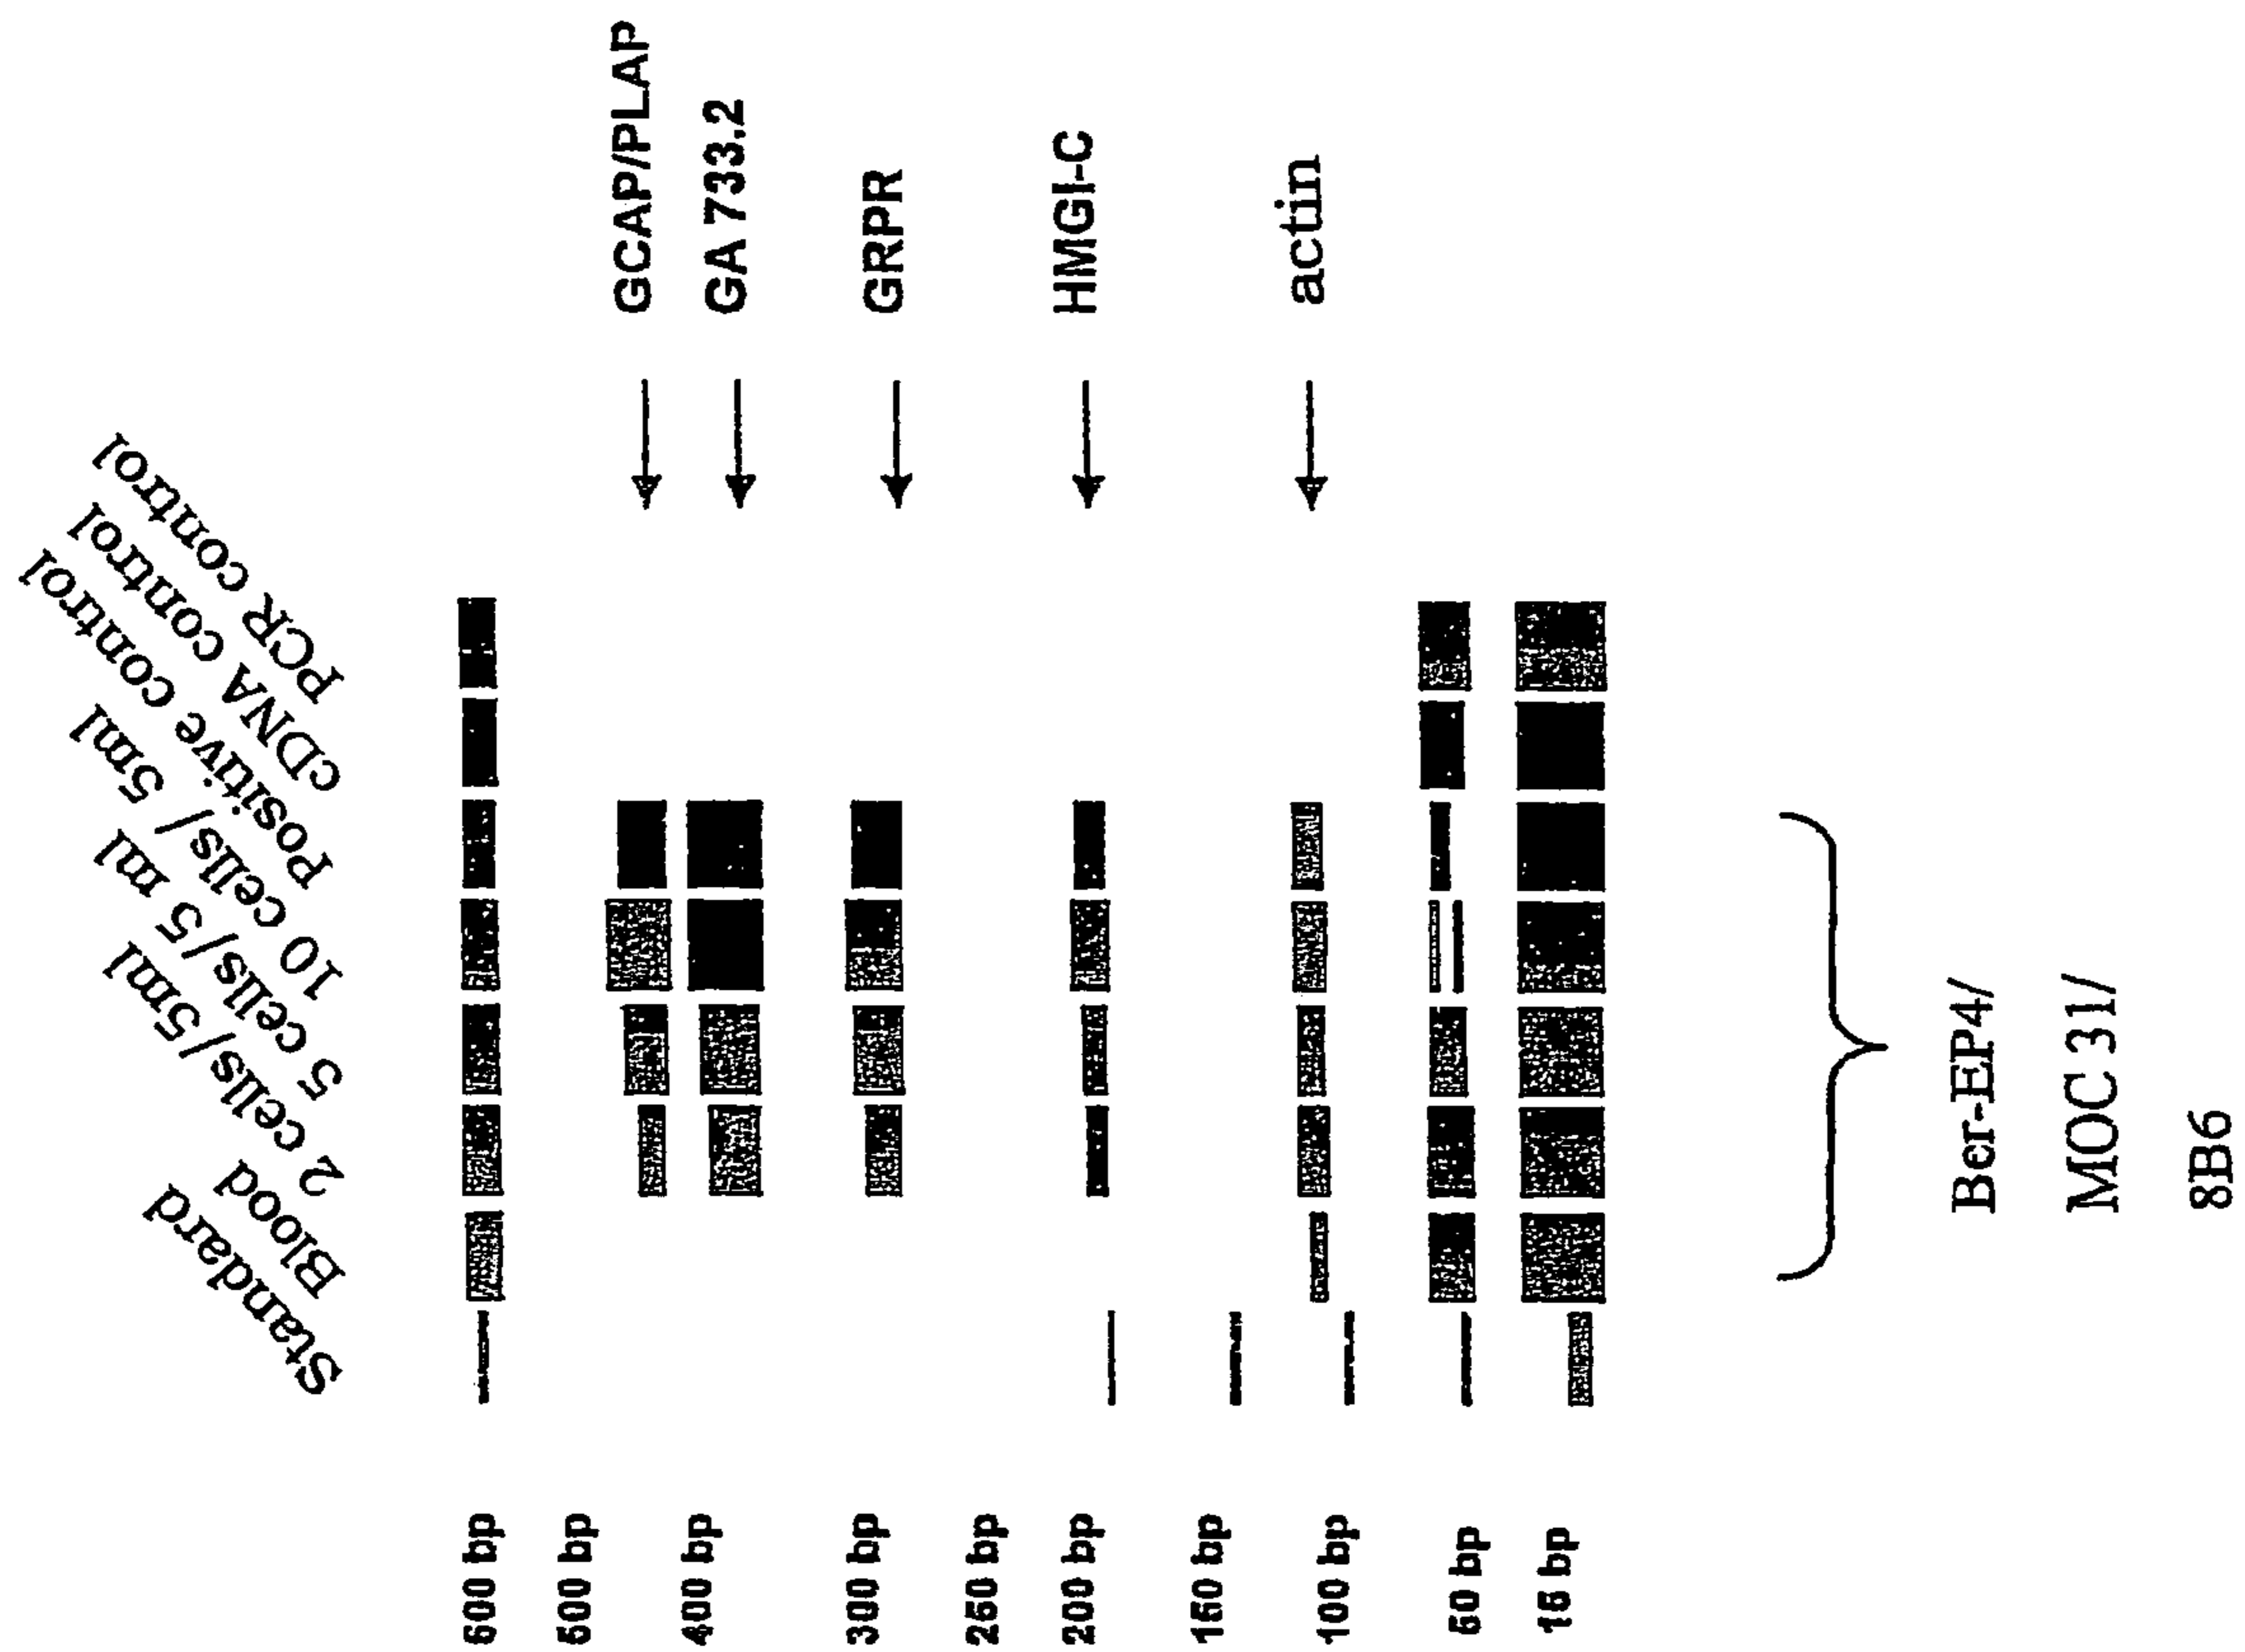 Standard
Blood
2 cells/5ml
5 cells/5 ml
10 cells/ 5ml
Positive control
cDNA control
PCR control
600 bp
500 bp
400 bp
300 bp
250 bp
200 bp
150 bp
100 bp
50 bp
15 bp
GCAP/PLAP
GA 733.2
GRPR
HMGI-C
actin
Ber-EP4/
MOC 31/
8B6